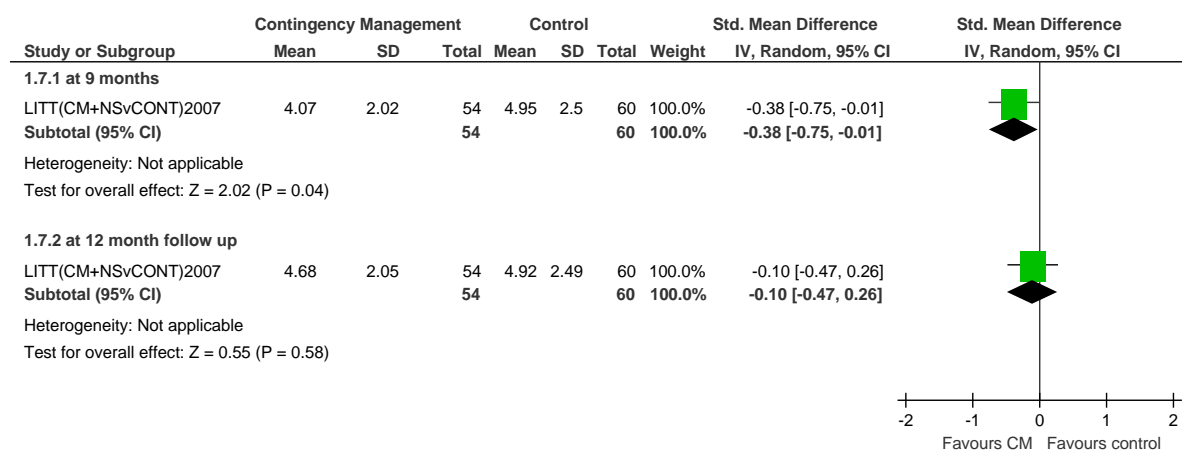 Contingency Management Control Std. Mean Difference Std. Mean Difference
Study or Subgroup Mean SD Total Mean SD Total Weight IV, Random, 95% CI IV, Random, 95% CI
1.7.1 at 9 months
LITT(CM+NSvCONT)2007 4.07 2.02 54 4.95 2.5 60 100.0% -0.38 [-0.75, -0.01]
Subtotal (95% CI) 54 60 100.0% -0.38 [-0.75, -0.01]
Heterogeneity: Not applicable
Test for overall effect: Z = 2.02 (P = 0.04)
1.7.2 at 12 month follow up
LITT(CM+NSvCONT)2007 4.68 2.05 54 4.92 2.49 60 100.0% -0.10 [-0.47, 0.26]
Subtotal (95% CI) 54 60 100.0% -0.10 [-0.47, 0.26]
Heterogeneity: Not applicable
Test for overall effect: Z = 0.55 (P = 0.58)
-2 -1 0 1 2
Favours CM Favours control